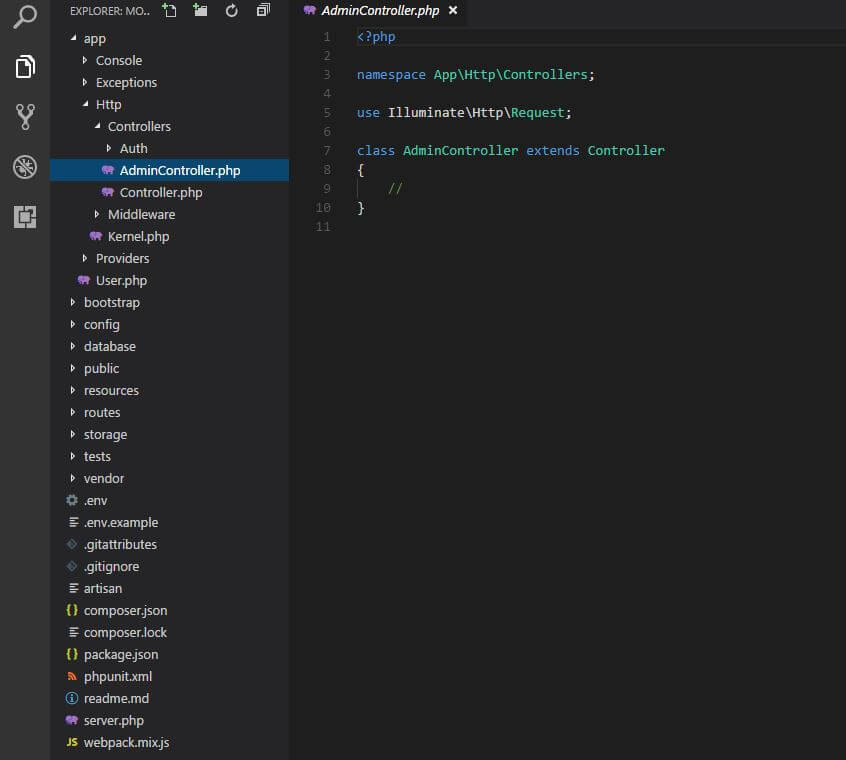 EXPLORER: MO..
app
Console
Exceptions
Http
Controllers
Auth
AdminController.php
Controller.php
Middleware
Kernel.php
Providers
User.php
bootstrap
config
database
public
resources
routes
storage
tests
vendor
.env
.env.example
.gitattributes
.gitignore
artisan
{} composer.json
composer.lock
{} package.json
phpunit.xml
readme.md
server.php
JS webpack.mix.js
AdminController.php ×
1 <?php
2
3 namespace App\Http\Controllers;
4
5 use Illuminate\Http\Request;
6
7 class AdminController extends Controller
8 {
9 //
10 }
11